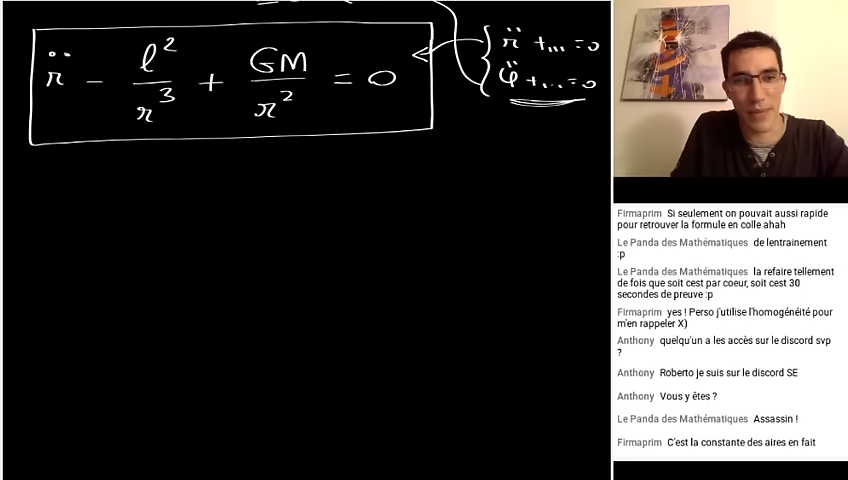 r̈ - l²/r³ + GM/r² = 0
r̈ + ... = 0
φ̈ + ... = 0
Firmaprim Si seulement on pouvait aussi rapide
pour retrouver la formule en colle ahah
Le Panda des Mathématiques de lentrainement
:p
Le Panda des Mathématiques la refaire tellement
de fois que soit cest par coeur, soit cest 30
secondes de preuve :p
Firmaprim yes ! Perso j'utilise l'homogénéité pour
m'en rappeler X)
Anthony quelqu'un a les accès sur le discord svp
?
Anthony Roberto je suis sur le discord SE
Anthony Vous y êtes ?
Le Panda des Mathématiques Assassin !
Firmaprim C'est la constante des aires en fait